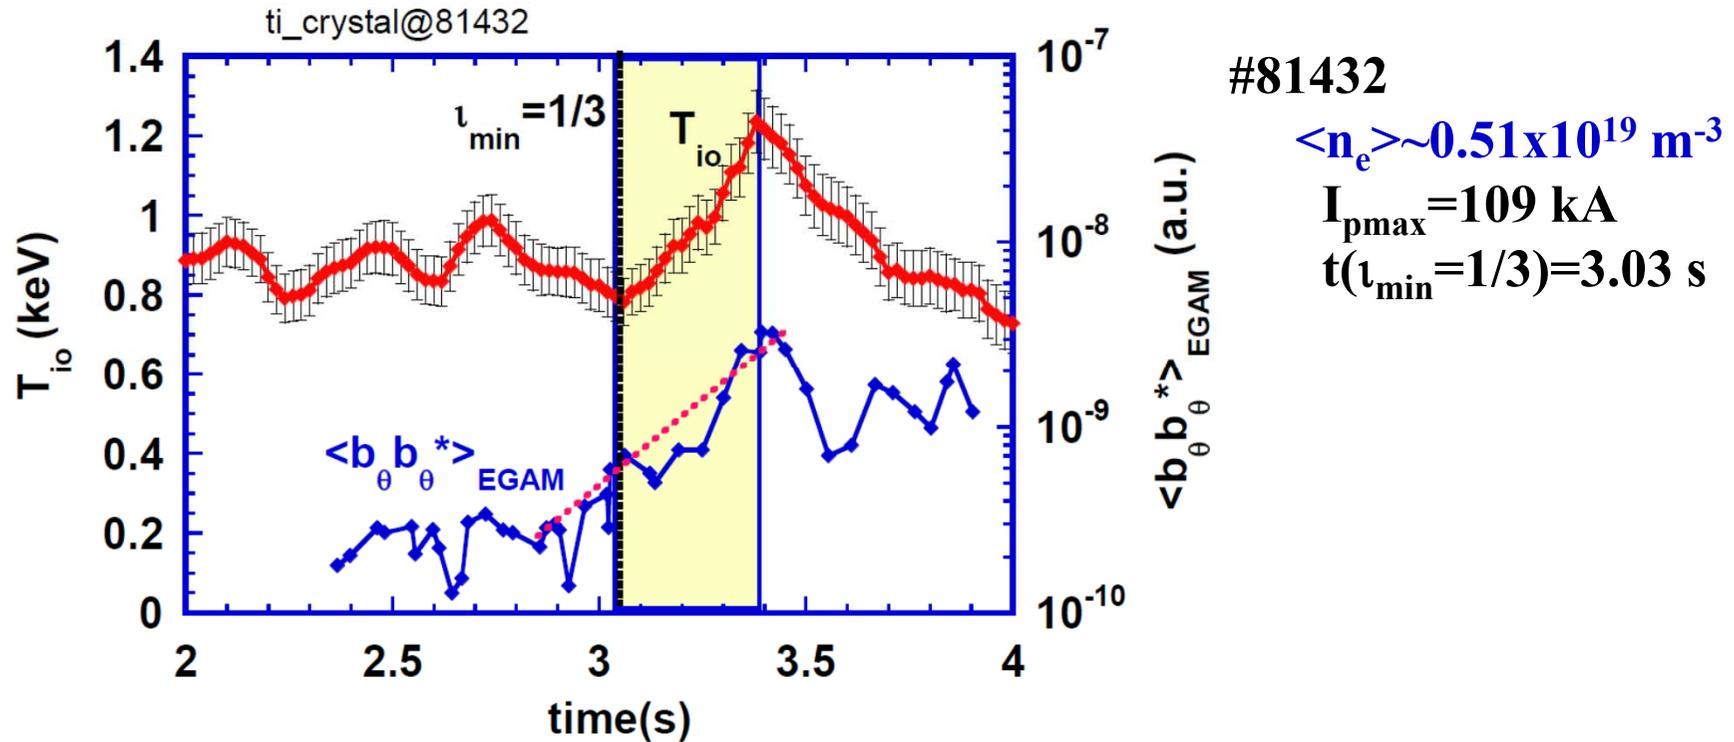 ti_crystal@81432
1.4
1.2
1
0.8
0.6
0.4
0.2
0
T_io (keV)
ι_min=1/3
T_io
<b_θb_θ*>_EGAM
10^-7
10^-8
10^-9
10^-10
<b_θb_θ*>_EGAM (a.u.)
2 2.5 3 3.5 4
time(s)
#81432
<n_e>~0.51x10^19 m^-3
I_pmax=109 kA
t(ι_min=1/3)=3.03 s